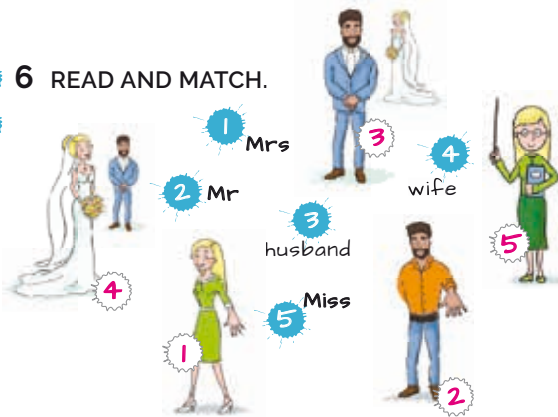 6 READ AND MATCH.
1 Mrs
3
4 wife
2 Mr
3 husband
5
4
5 Miss
1
2